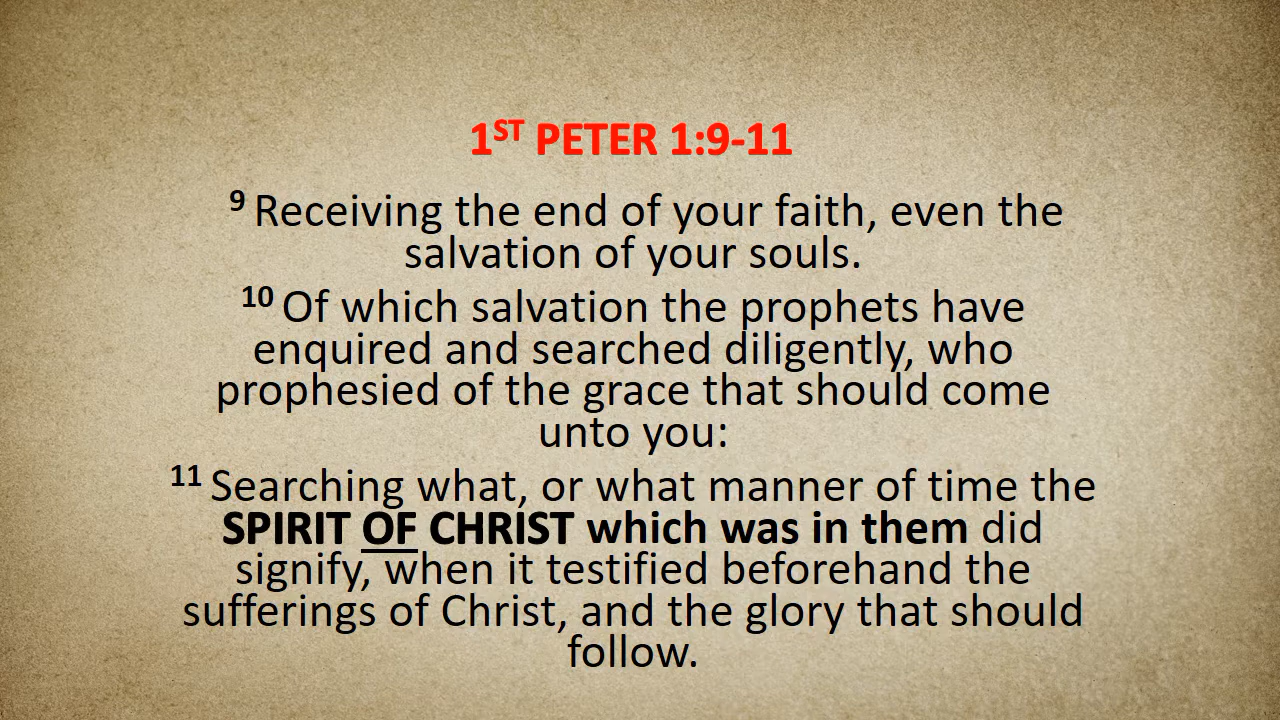 1ST PETER 1:9-11
9 Receiving the end of your faith, even the
salvation of your souls.
10 Of which salvation the prophets have
enquired and searched diligently, who
prophesied of the grace that should come
unto you:
11 Searching what, or what manner of time the
SPIRIT OF CHRIST which was in them did
signify, when it testified beforehand the
sufferings of Christ, and the glory that should
follow.